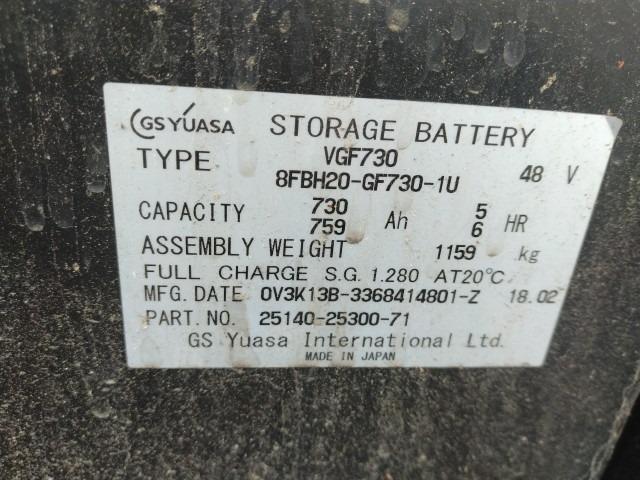 GS YUASA STORAGE BATTERY
TYPE VGF730 48 V
8FBH20-GF730-1U
CAPACITY 730 Ah 5 HR
759 6
ASSEMBLY WEIGHT 1159 kg
FULL CHARGE S.G. 1.280 AT20°C
MFG. DATE 0V3K13B-3368414801-Z 18.02
PART. NO. 25140-25300-71
GS Yuasa International Ltd.
MADE IN JAPAN